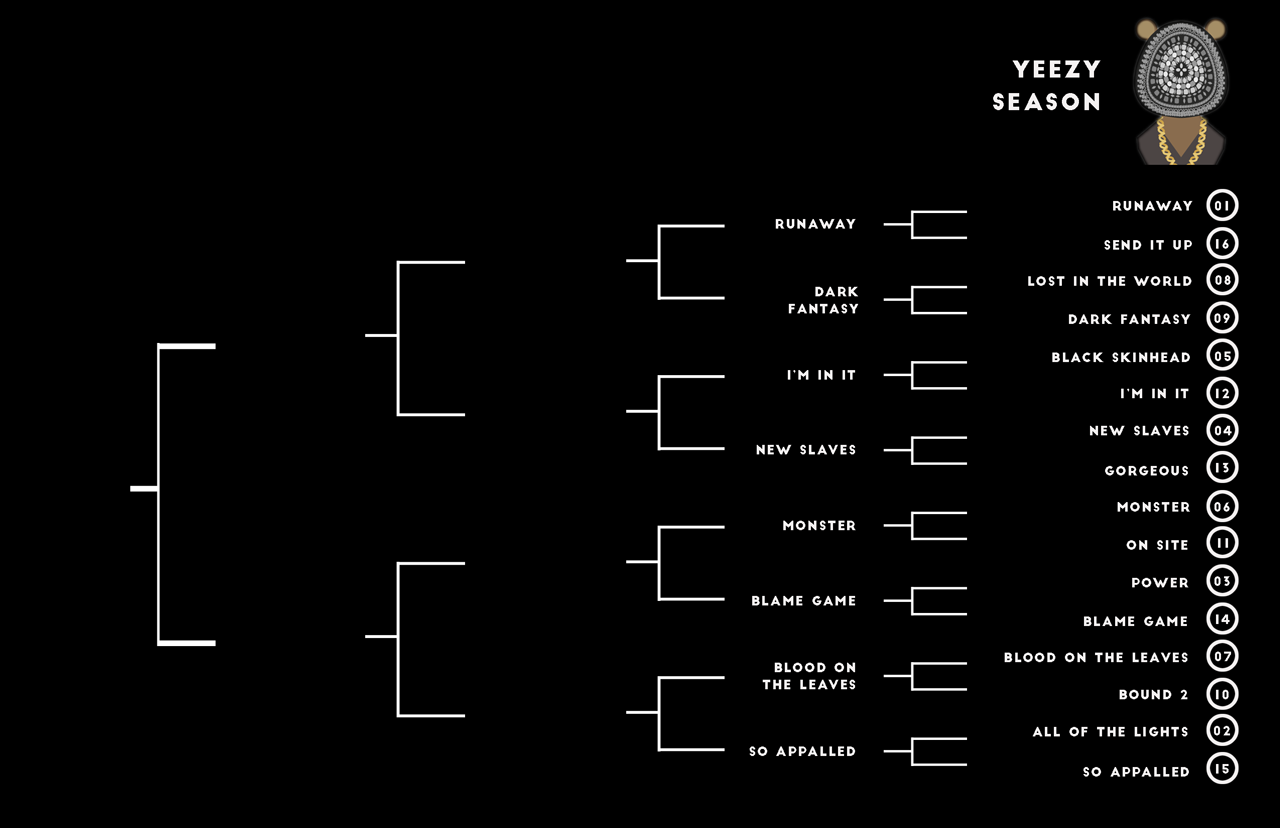 YEEZY
SEASON
RUNAWAY 01
SEND IT UP 16
LOST IN THE WORLD 08
DARK FANTASY 09
BLACK SKINHEAD 05
I'M IN IT 12
NEW SLAVES 04
GORGEOUS 13
MONSTER 06
ON SITE 11
POWER 03
BLAME GAME 14
BLOOD ON THE LEAVES 07
BOUND 2 10
ALL OF THE LIGHTS 02
SO APPALLED 15
RUNAWAY
DARK
FANTASY
I'M IN IT
NEW SLAVES
MONSTER
BLAME GAME
BLOOD ON
THE LEAVES
SO APPALLED